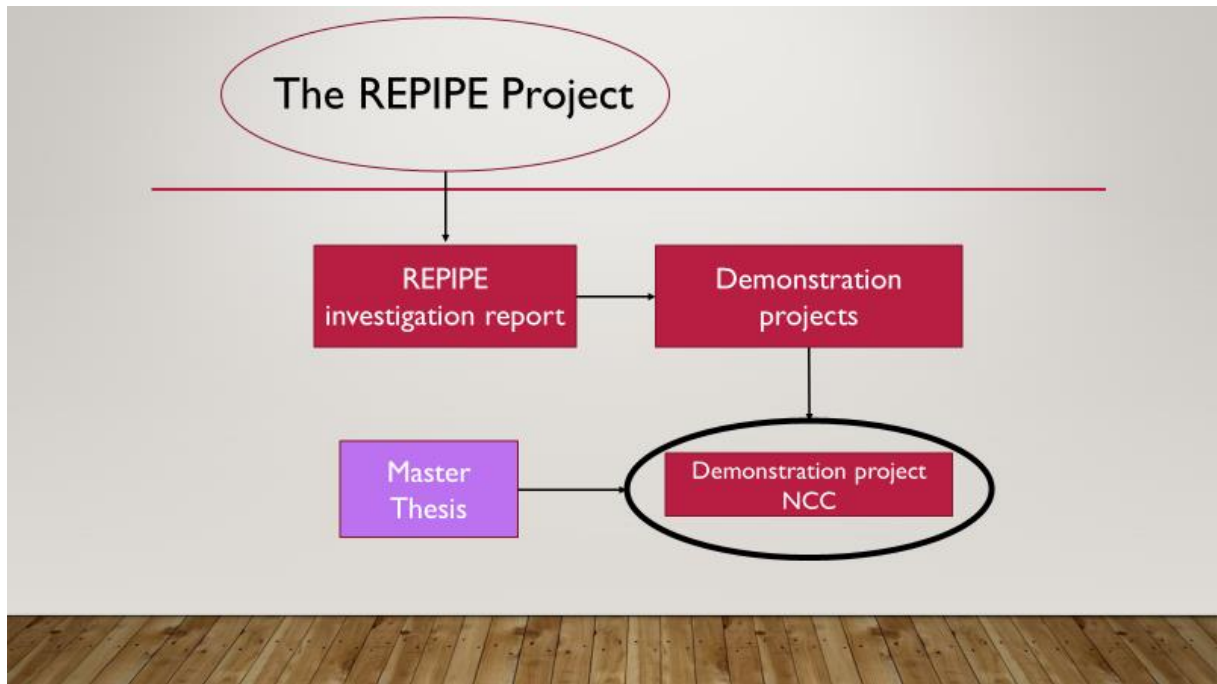 The REPIPE Project
REPIPE
investigation report
Demonstration
projects
Master
Thesis
Demonstration project
NCC